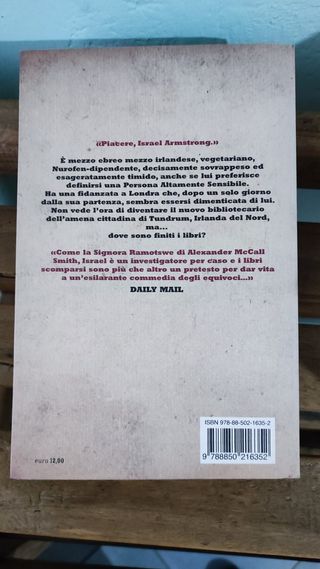 «Piacere, Israel Armstrong.»
È mezzo ebreo mezzo irlandese, vegetariano,
Nurofen-dipendente, decisamente sovrappeso ed
esageratamente timido, anche se lui preferisce
definirsi una Persona Altamente Sensibile.
Ha una fidanzata a Londra che, dopo un solo giorno
dalla sua partenza, sembra essersi dimenticata di lui.
Non vede l'ora di diventare il nuovo bibliotecario
dell'amena cittadina di Tundrum, Irlanda del Nord,
ma...
dove sono finiti i libri?
«Come la Signora Ramotswe di Alexander McCall
Smith, Israel è un investigatore per caso e i libri
scomparsi sono più che altro un pretesto per dar vita
a un'esilarante commedia degli equivoci...»
DAILY MAIL
ISBN 978-88-502-1635-2
9 788850 216352
euro 12,00